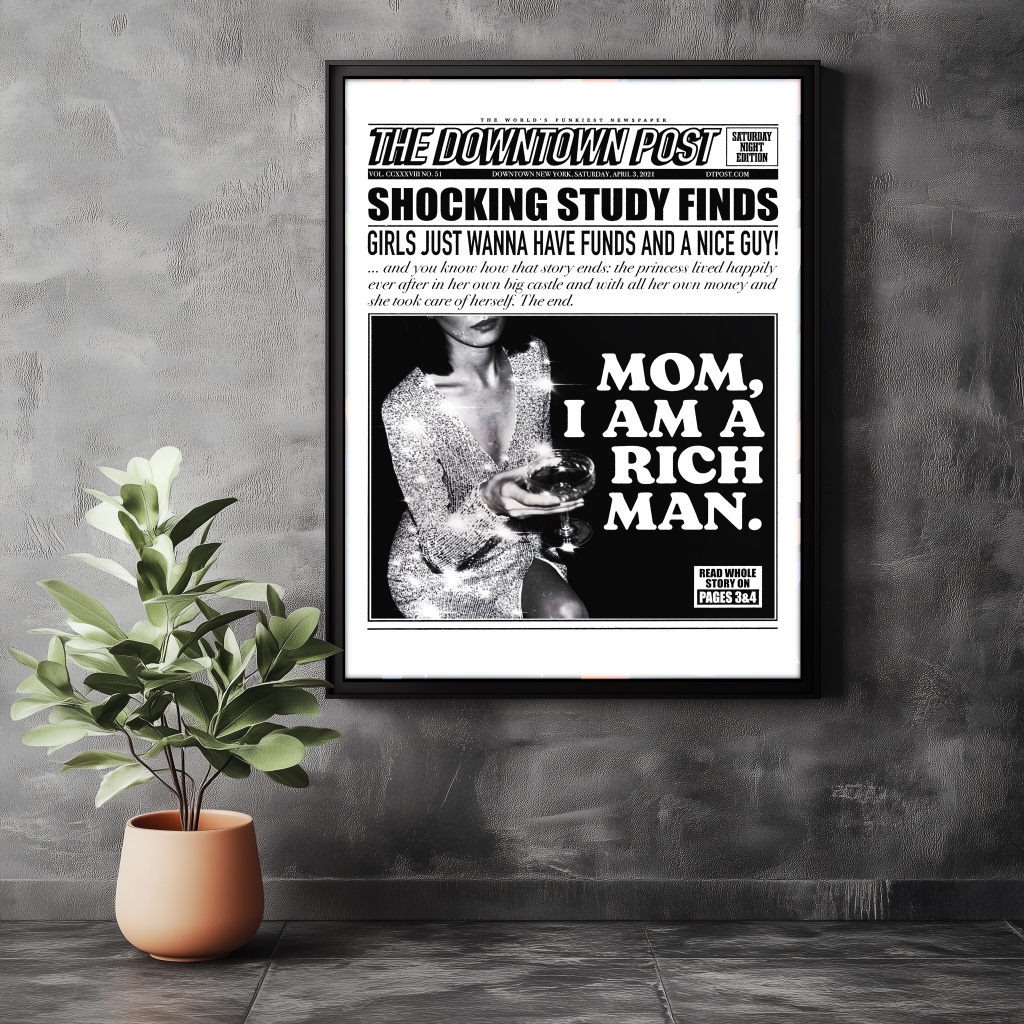 THE WORLD'S FUNKIEST NEWSPAPER
THE DOWNTOWN POST
SATURDAY
NIGHT
EDITION
VOL. CCXXXVIII NO. 51 DOWNTOWN NEW YORK, SATURDAY, APRIL 3, 2021 DTPOST.COM
SHOCKING STUDY FINDS
GIRLS JUST WANNA HAVE FUNDS AND A NICE GUY!
... and you know how that story ends: the princess lived happily
ever after in her own big castle and with all her own money and
she took care of herself. The end.
MOM,
I AM A
RICH
MAN.
READ WHOLE
STORY ON
PAGES 3&4